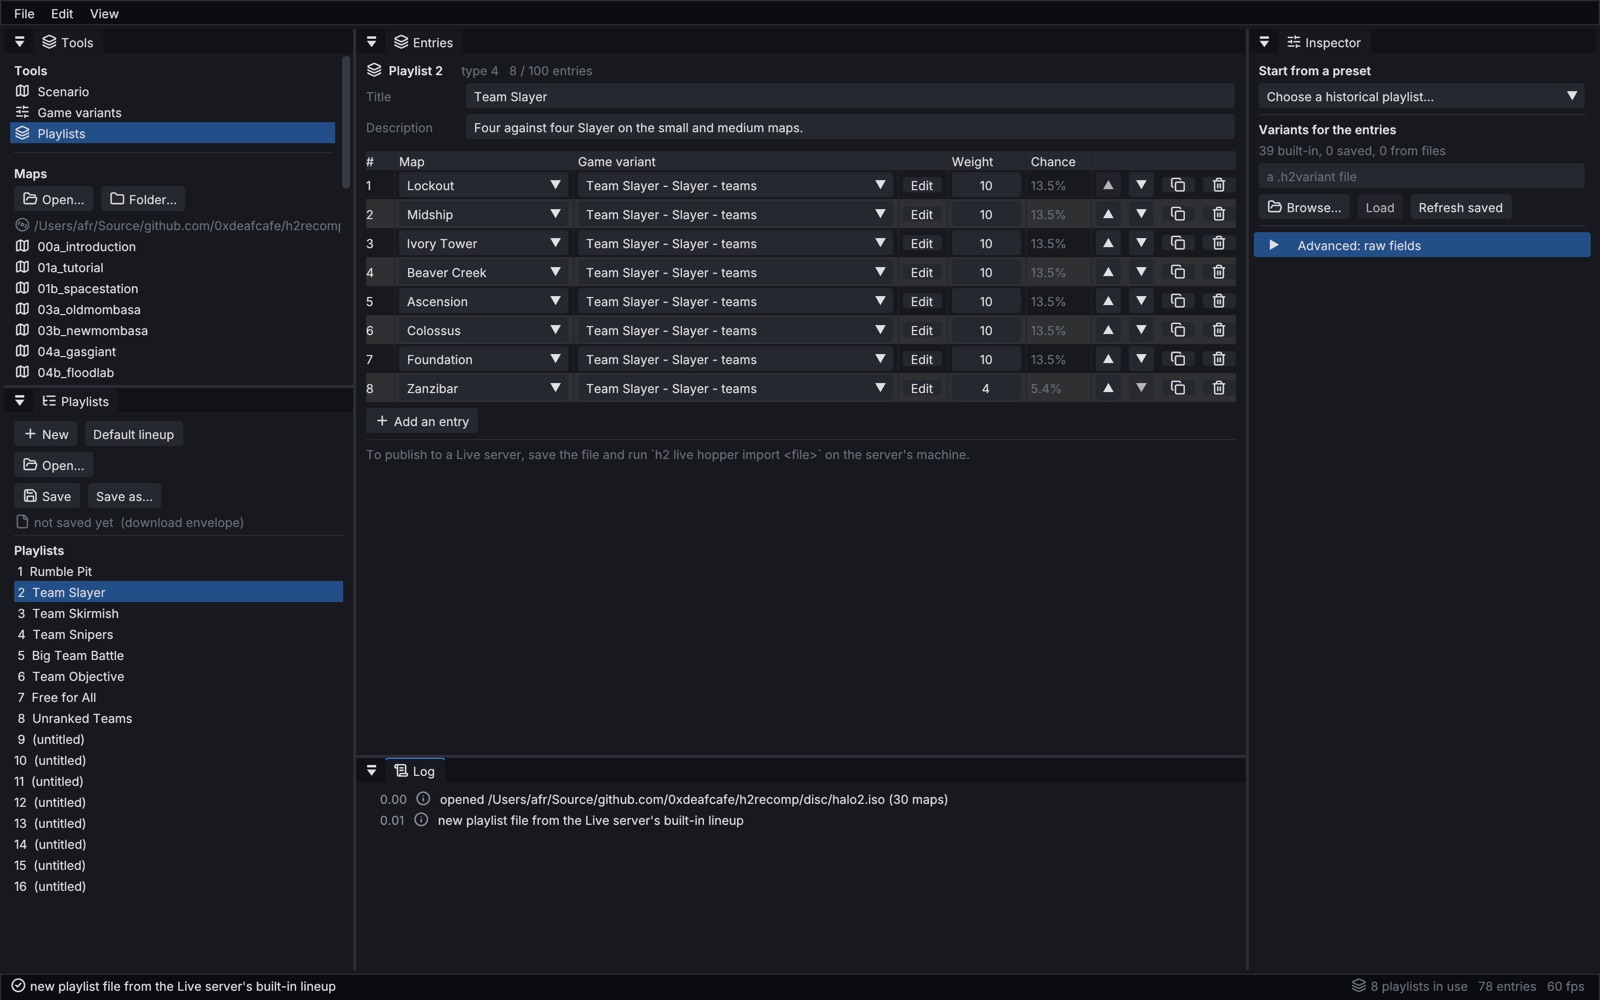 File Edit View
Tools
Tools
Scenario
Game variants
Playlists
Maps
Open... Folder...
/Users/afr/Source/github.com/0xdeafcafe/h2recom
00a_introduction
01a_tutorial
01b_spacestation
03a_oldmombasa
03b_newmombasa
04a_gasgiant
04b_floodlab
Playlists
New Default lineup
Open...
Save Save as...
not saved yet (download envelope)
Playlists
1 Rumble Pit
2 Team Slayer
3 Team Skirmish
4 Team Snipers
5 Big Team Battle
6 Team Objective
7 Free for All
8 Unranked Teams
9 (untitled)
10 (untitled)
11 (untitled)
12 (untitled)
13 (untitled)
14 (untitled)
15 (untitled)
16 (untitled)
Entries
Playlist 2 type 4 8 / 100 entries
Title Team Slayer
Description Four against four Slayer on the small and medium maps.
# Map Game variant Weight Chance
1 Lockout Team Slayer - Slayer - teams Edit 10 13.5%
2 Midship Team Slayer - Slayer - teams Edit 10 13.5%
3 Ivory Tower Team Slayer - Slayer - teams Edit 10 13.5%
4 Beaver Creek Team Slayer - Slayer - teams Edit 10 13.5%
5 Ascension Team Slayer - Slayer - teams Edit 10 13.5%
6 Colossus Team Slayer - Slayer - teams Edit 10 13.5%
7 Foundation Team Slayer - Slayer - teams Edit 10 13.5%
8 Zanzibar Team Slayer - Slayer - teams Edit 4 5.4%
+ Add an entry
To publish to a Live server, save the file and run `h2 live hopper import <file>` on the server's machine.
Log
0.00 opened /Users/afr/Source/github.com/0xdeafcafe/h2recomp/disc/halo2.iso (30 maps)
0.01 new playlist file from the Live server's built-in lineup
Inspector
Start from a preset
Choose a historical playlist...
Variants for the entries
39 built-in, 0 saved, 0 from files
a .h2variant file
Browse... Load Refresh saved
Advanced: raw fields
new playlist file from the Live server's built-in lineup
8 playlists in use 78 entries 60 fps